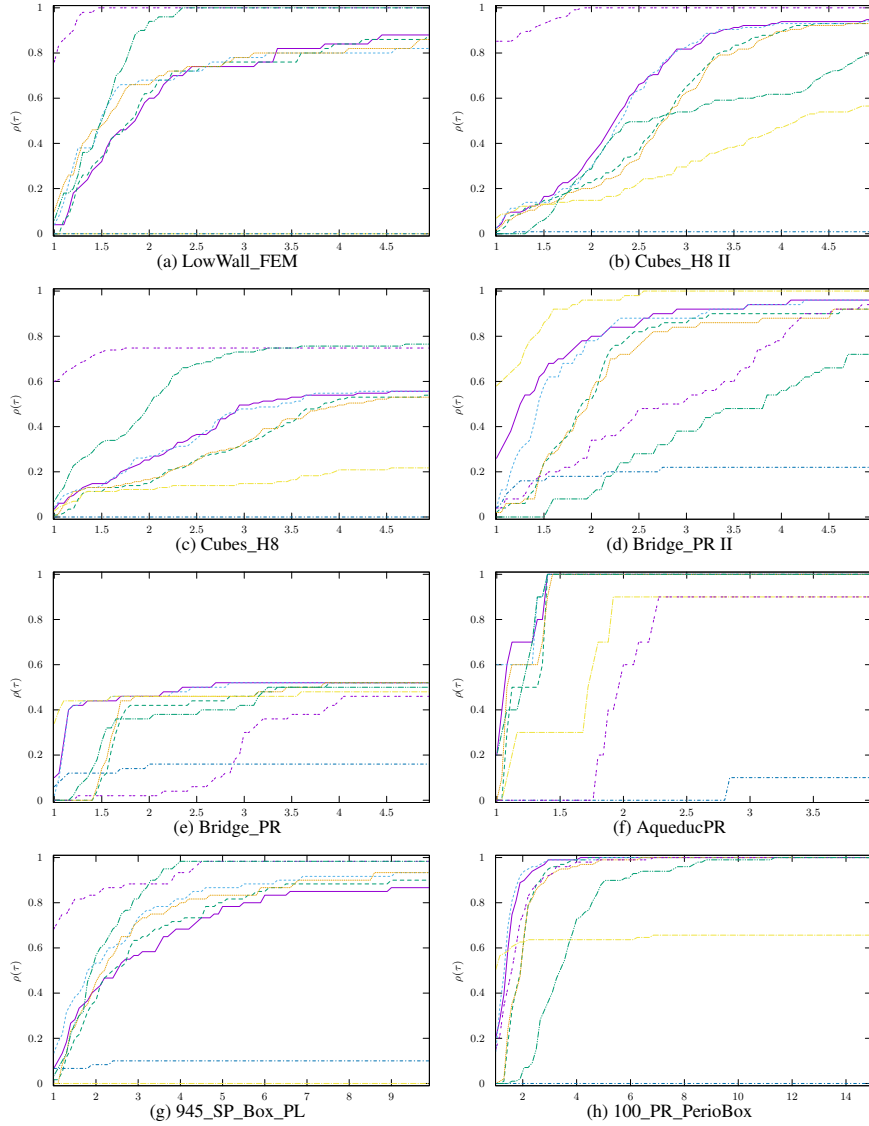 1
0.8
0.6
0.4
0.2
0
ρ(τ)
1 1.5 2 2.5 3 3.5 4 4.5
(a) LowWall_FEM
1
0.8
0.6
0.4
0.2
0
ρ(τ)
1 1.5 2 2.5 3 3.5 4 4.5
(b) Cubes_H8 II
1
0.8
0.6
0.4
0.2
0
ρ(τ)
1 1.5 2 2.5 3 3.5 4 4.5
(c) Cubes_H8
1
0.8
0.6
0.4
0.2
0
ρ(τ)
1 1.5 2 2.5 3 3.5 4 4.5
(d) Bridge_PR II
1
0.8
0.6
0.4
0.2
0
ρ(τ)
1 1.5 2 2.5 3 3.5 4 4.5
(e) Bridge_PR
1
0.8
0.6
0.4
0.2
0
ρ(τ)
1 1.5 2 2.5 3 3.5
(f) AqueducPR
1
0.8
0.6
0.4
0.2
0
ρ(τ)
1 2 3 4 5 6 7 8 9
(g) 945_SP_Box_PL
1
0.8
0.6
0.4
0.2
0
ρ(τ)
2 4 6 8 10 12 14
(h) 100_PR_PerioBox